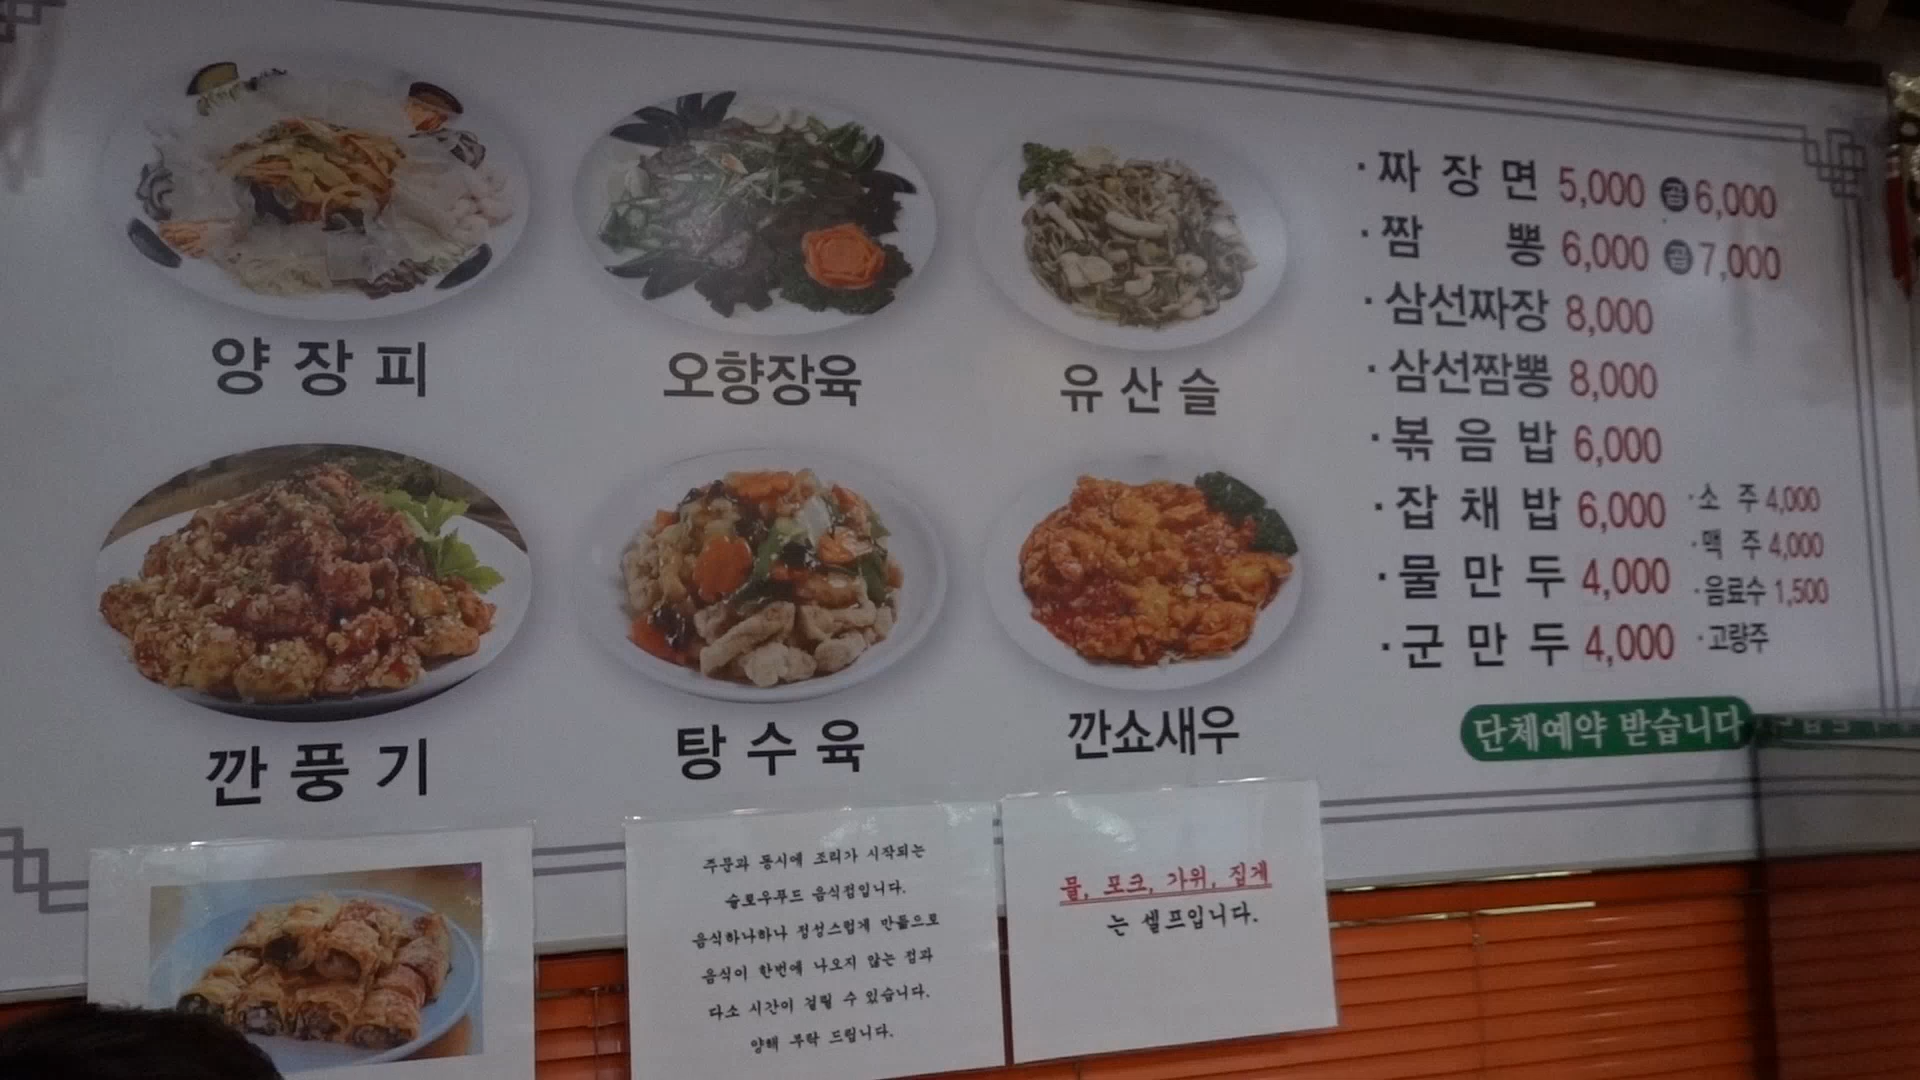 양장피
오향장육
유산슬
깐풍기
탕수육
깐쇼새우
·짜장면 5,000 곱 6,000
·짬뽕 6,000 곱 7,000
·삼선짜장 8,000
·삼선짬뽕 8,000
·볶음밥 6,000
·잡채밥 6,000
·물만두 4,000
·군만두 4,000
·소주 4,000
·맥주 4,000
·음료수 1,500
·고량주
단체예약 받습니다
주문과 동시에 조리가 시작되는
슬로우푸드 음식점입니다.
음식하나하나 정성스럽게 만듦으로
음식이 한번에 나오지 않는 점과
다소 시간이 걸릴 수 있습니다.
양해 부탁 드립니다.
물, 포크, 가위, 집게
는 셀프입니다.